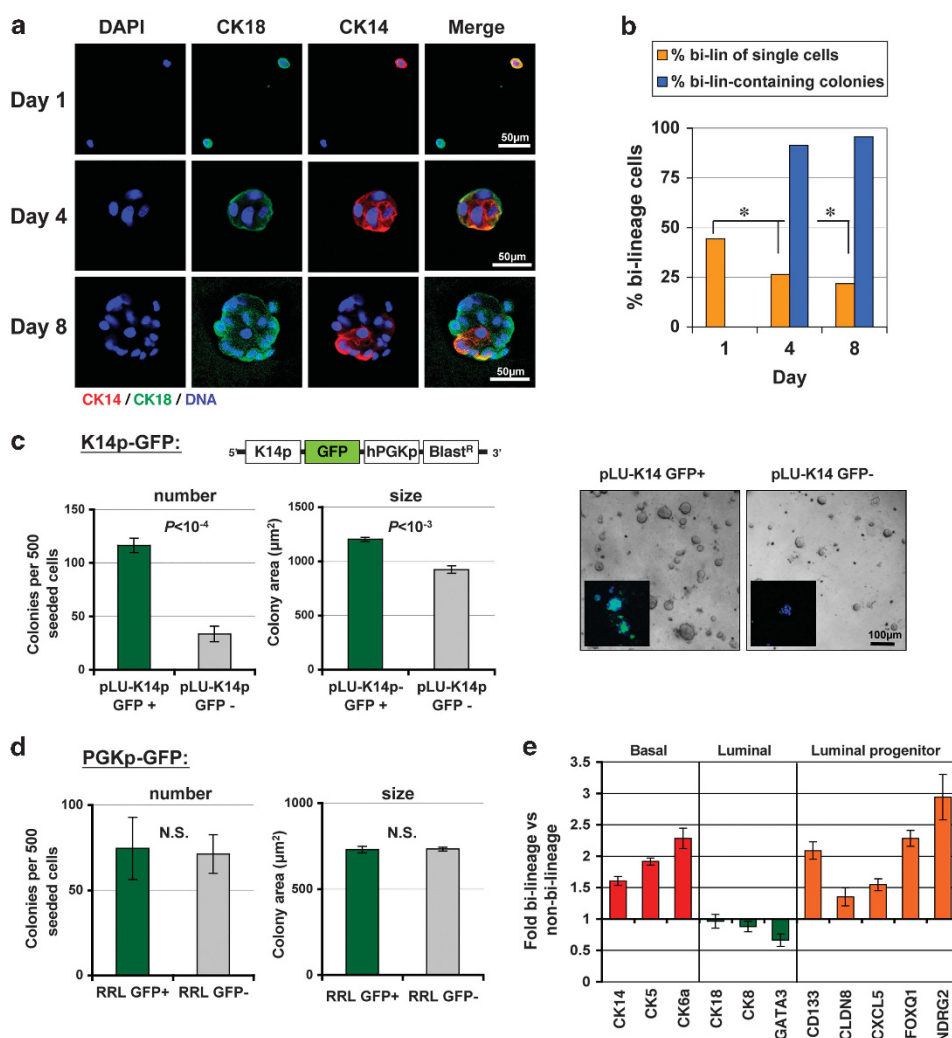 a
DAPI CK18 CK14 Merge
Day 1
50µm
Day 4
50µm
Day 8
50µm
CK14 / CK18 / DNA
b
% bi-lin of single cells
% bi-lin-containing colonies
% bi-lineage cells
100
75
50
25
0
* *
1 4 8
Day
c
K14p-GFP:
5' K14p GFP hPGKp Blast^R 3'
number
Colonies per 500
seeded cells
150
100
50
0
P<10⁻⁴
pLU-K14p pLU-K14p
GFP + GFP -
size
Colony area (µm²)
1500
1000
500
0
P<10⁻³
pLU-K14p- pLU-K14p
GFP + GFP -
pLU-K14 GFP+ pLU-K14 GFP-
100µm
d
PGKp-GFP:
number
Colonies per 500
seeded cells
100
50
0
N.S.
RRL GFP+ RRL GFP-
size
Colony area (µm²)
1000
500
0
N.S.
RRL GFP+ RRL GFP-
e
Basal Luminal Luminal progenitor
Fold bi-lineage vs
non-bi-lineage
3.5
3
2.5
2
1.5
1
0.5
0
CK14 CK5 CK6a CK18 CK8 GATA3 CD133 CLDN8 CXCL5 FOXQ1 NDRG2